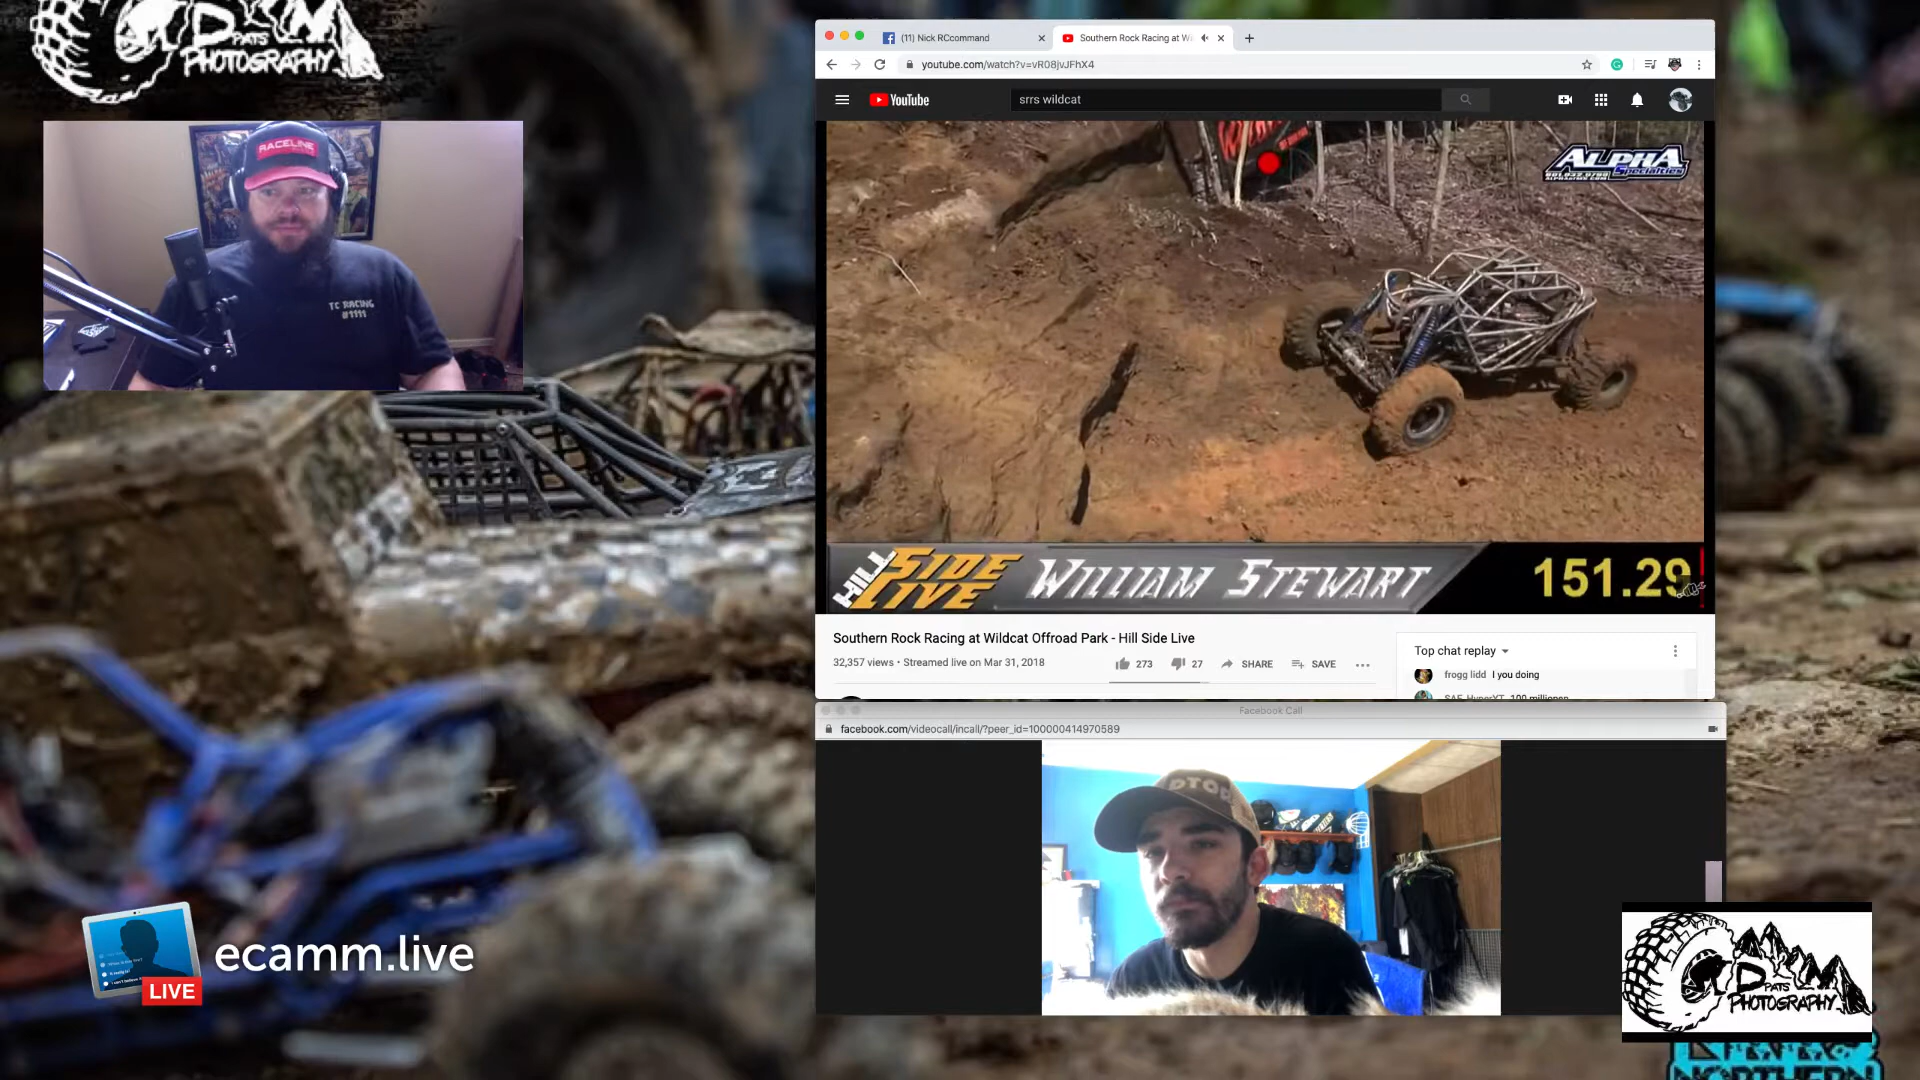 DPATS
PHOTOGRAPHY
RACELINE
TC RACING
#1111
(11) Nick RCcommand
Southern Rock Racing at Wi
youtube.com/watch?v=vR08jvJFhX4
YouTube
srrs wildcat
ALPHA
Specialties
HILL SIDE LIVE
WILLIAM STEWART
151.29
Southern Rock Racing at Wildcat Offroad Park - Hill Side Live
32,357 views • Streamed live on Mar 31, 2018
273
27
SHARE
SAVE
Top chat replay
frogg lidd I you doing
Facebook Call
facebook.com/videocall/incall/?peer_id=100000414970589
LIVE
ecamm.live
DPATS
PHOTOGRAPHY
NORTHERN